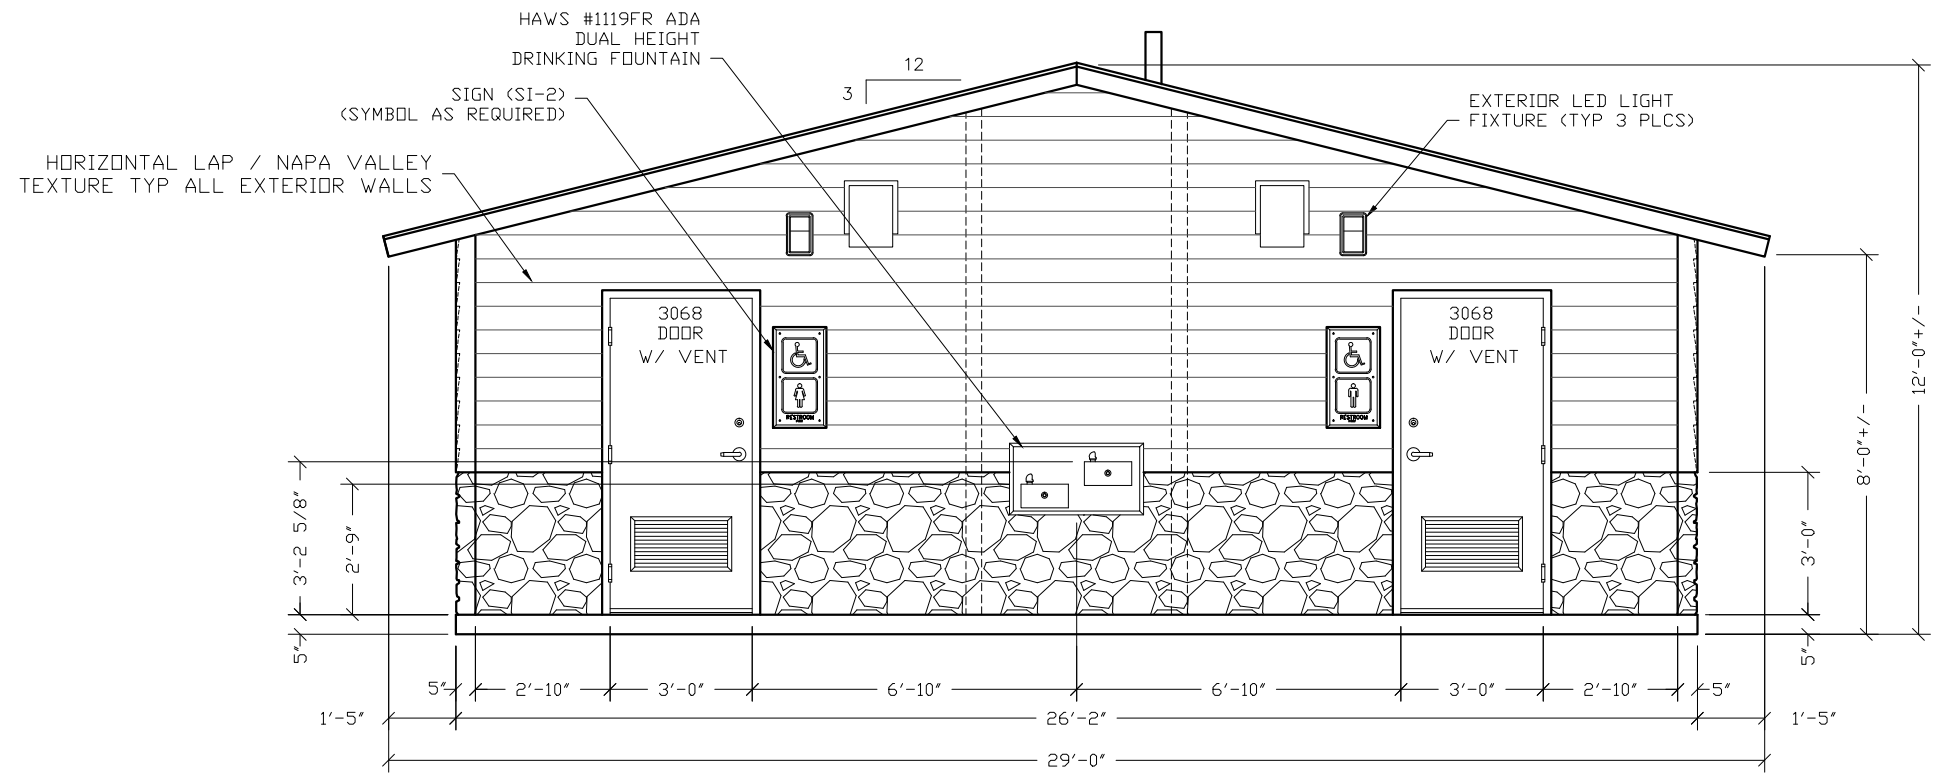 HAWS #1119FR ADA
DUAL HEIGHT
DRINKING FOUNTAIN
SIGN (SI-2)
(SYMBOL AS REQUIRED)
HORIZONTAL LAP / NAPA VALLEY
TEXTURE TYP ALL EXTERIOR WALLS
12
3
EXTERIOR LED LIGHT
FIXTURE (TYP 3 PLCS)
3068
DOOR
W/ VENT
RESTROOM
3068
DOOR
W/ VENT
RESTROOM
12'-0"+/-
8'-0"+/-
3'-0"
5"
3'-2 5/8"
2'-9"
5"
5" 2'-10" 3'-0" 6'-10" 6'-10" 3'-0" 2'-10" 5"
1'-5" 26'-2" 1'-5"
29'-0"